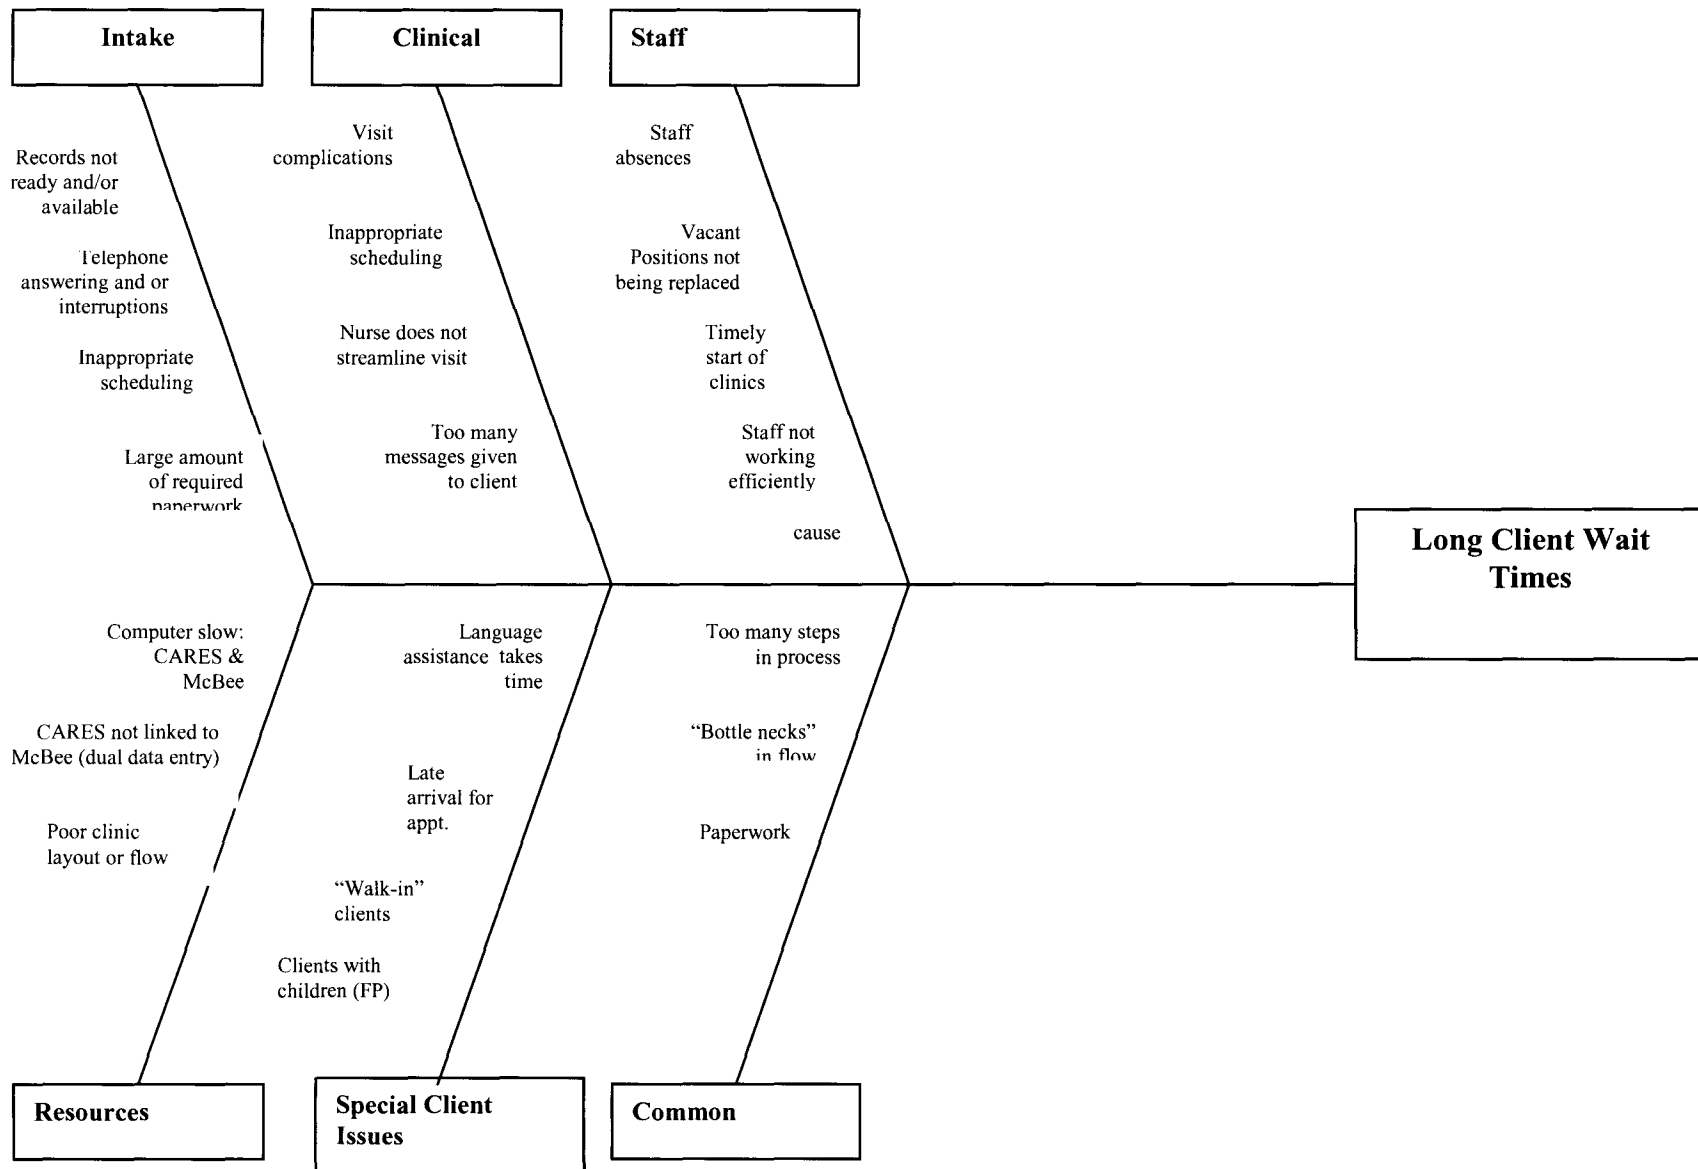 Intake
Clinical
Staff
Records not
ready and/or
available
Telephone
answering and or
interruptions
Inappropriate
scheduling
Large amount
of required
paperwork
Visit
complications
Inappropriate
scheduling
Nurse does not
streamline visit
Too many
messages given
to client
Staff
absences
Vacant
Positions not
being replaced
Timely
start of
clinics
Staff not
working
efficiently
cause
Long Client Wait
Times
Computer slow:
CARES &
McBee
CARES not linked to
McBee (dual data entry)
Poor clinic
layout or flow
Language
assistance takes
time
Late
arrival for
appt.
“Walk-in”
clients
Clients with
children (FP)
Too many steps
in process
“Bottle necks”
in flow
Paperwork
Resources
Special Client
Issues
Common